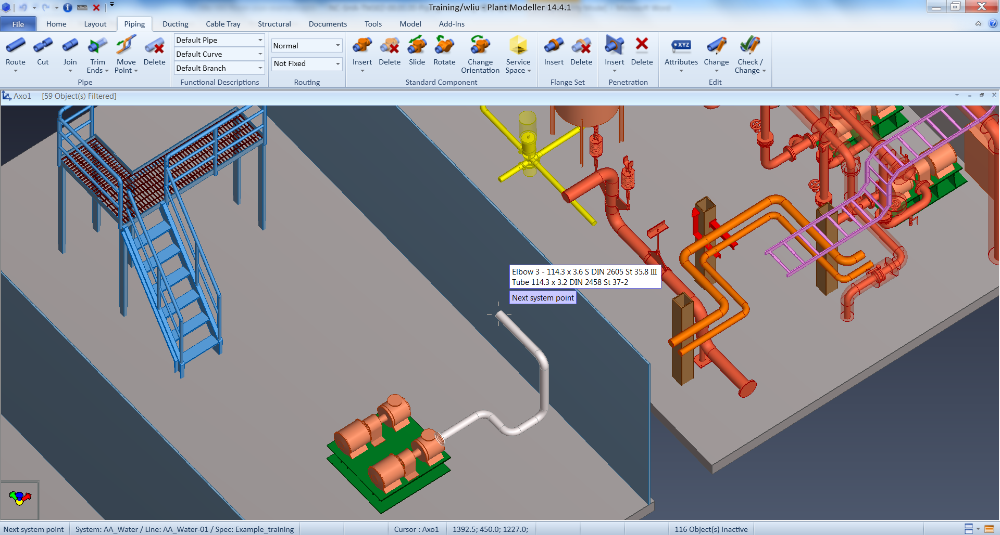 Training/wliu - Plant Modeller 14.4.1
File Home Layout Piping Ducting Cable Tray Structural Documents Tools Model Add-Ins
Route
Cut
Join
Trim
Ends
Move
Point
Delete
Pipe
Default Pipe
Default Curve
Default Branch
Functional Descriptions
Normal
Not Fixed
Routing
Insert
Delete
Slide
Rotate
Change
Orientation
Service
Space
Standard Component
Insert
Delete
Flange Set
Insert
Delete
Penetration
XYZ
Attributes
Change
Check /
Change
Edit
Axo1 [59 Object(s) Filtered]
Elbow 3 - 114.3 x 3.6 S DIN 2605 St 35.8 III
Tube 114.3 x 3.2 DIN 2458 St 37-2
Next system point
Next system point System: AA_Water / Line: AA_Water-01 / Spec: Example_training Cursor : Axo1 1392.5; 450.0; 1227.0; 116 Object(s) Inactive